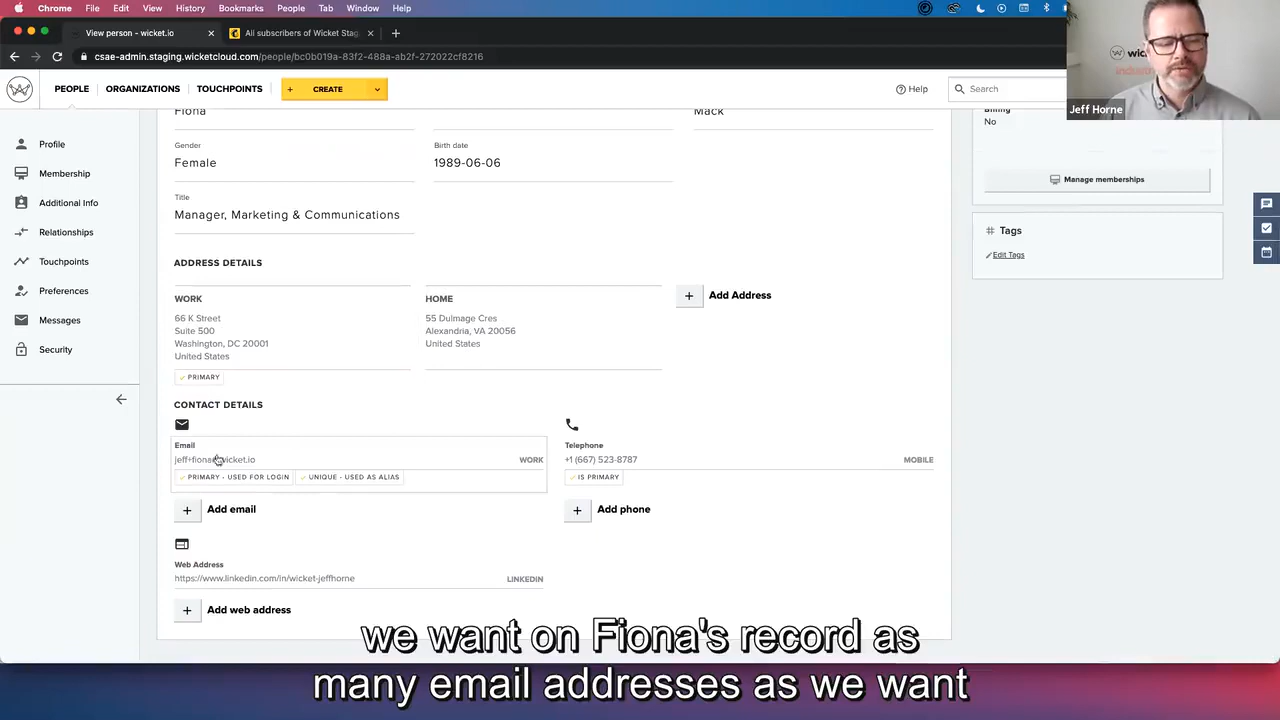 Chrome File Edit View History Bookmarks People Tab Window Help
View person - wicket.io × All subscribers of Wicket Stag × +
csae-admin.staging.wicketcloud.com/people/bc0b019a-83f2-488a-ab2f-272022cf8216
PEOPLE ORGANIZATIONS TOUCHPOINTS + CREATE Help Search
Jeff Horne
Profile
Membership
Additional Info
Relationships
Touchpoints
Preferences
Messages
Security
Fiona Mack
Gender Birth date
Female 1989-06-06
Title
Manager, Marketing & Communications
ADDRESS DETAILS
WORK
66 K Street
Suite 500
Washington, DC 20001
United States
PRIMARY
HOME
55 Dulmage Cres
Alexandria, VA 20056
United States
+ Add Address
CONTACT DETAILS
Email
jeff+fiona@wicket.io WORK
PRIMARY - USED FOR LOGIN UNIQUE - USED AS ALIAS
+ Add email
Telephone
+1 (667) 523-8787 MOBILE
IS PRIMARY
+ Add phone
Web Address
https://www.linkedin.com/in/wicket-jeffhorne LINKEDIN
+ Add web address
Billing
No
Manage memberships
# Tags
Edit Tags
we want on Fiona's record as
many email addresses as we want